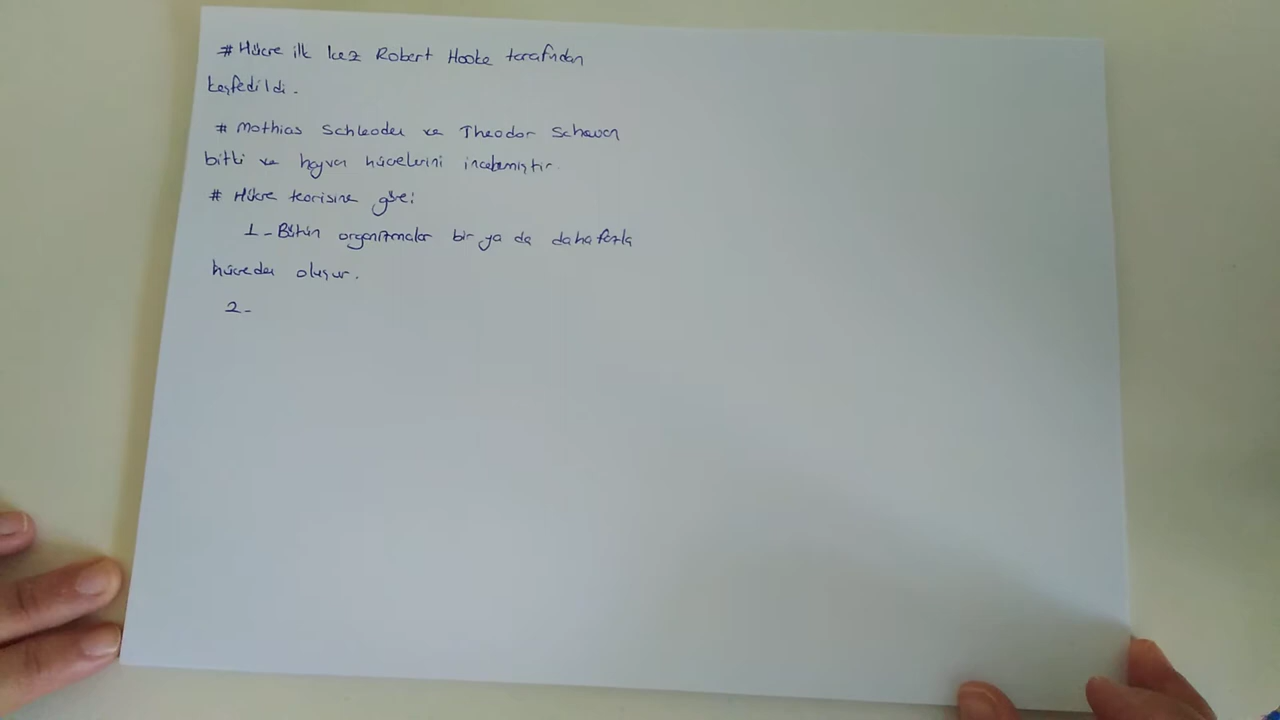 # Hücre ilk kez Robert Hooke tarafından
keşfedildi.
# Mathias Schleiden ve Theodor Schwann
bitki ve hayvan hücrelerini incelemiştir.
# Hücre teorisine göre;
1- Bütün organizmalar bir ya da daha fazla
hücreden oluşur.
2-